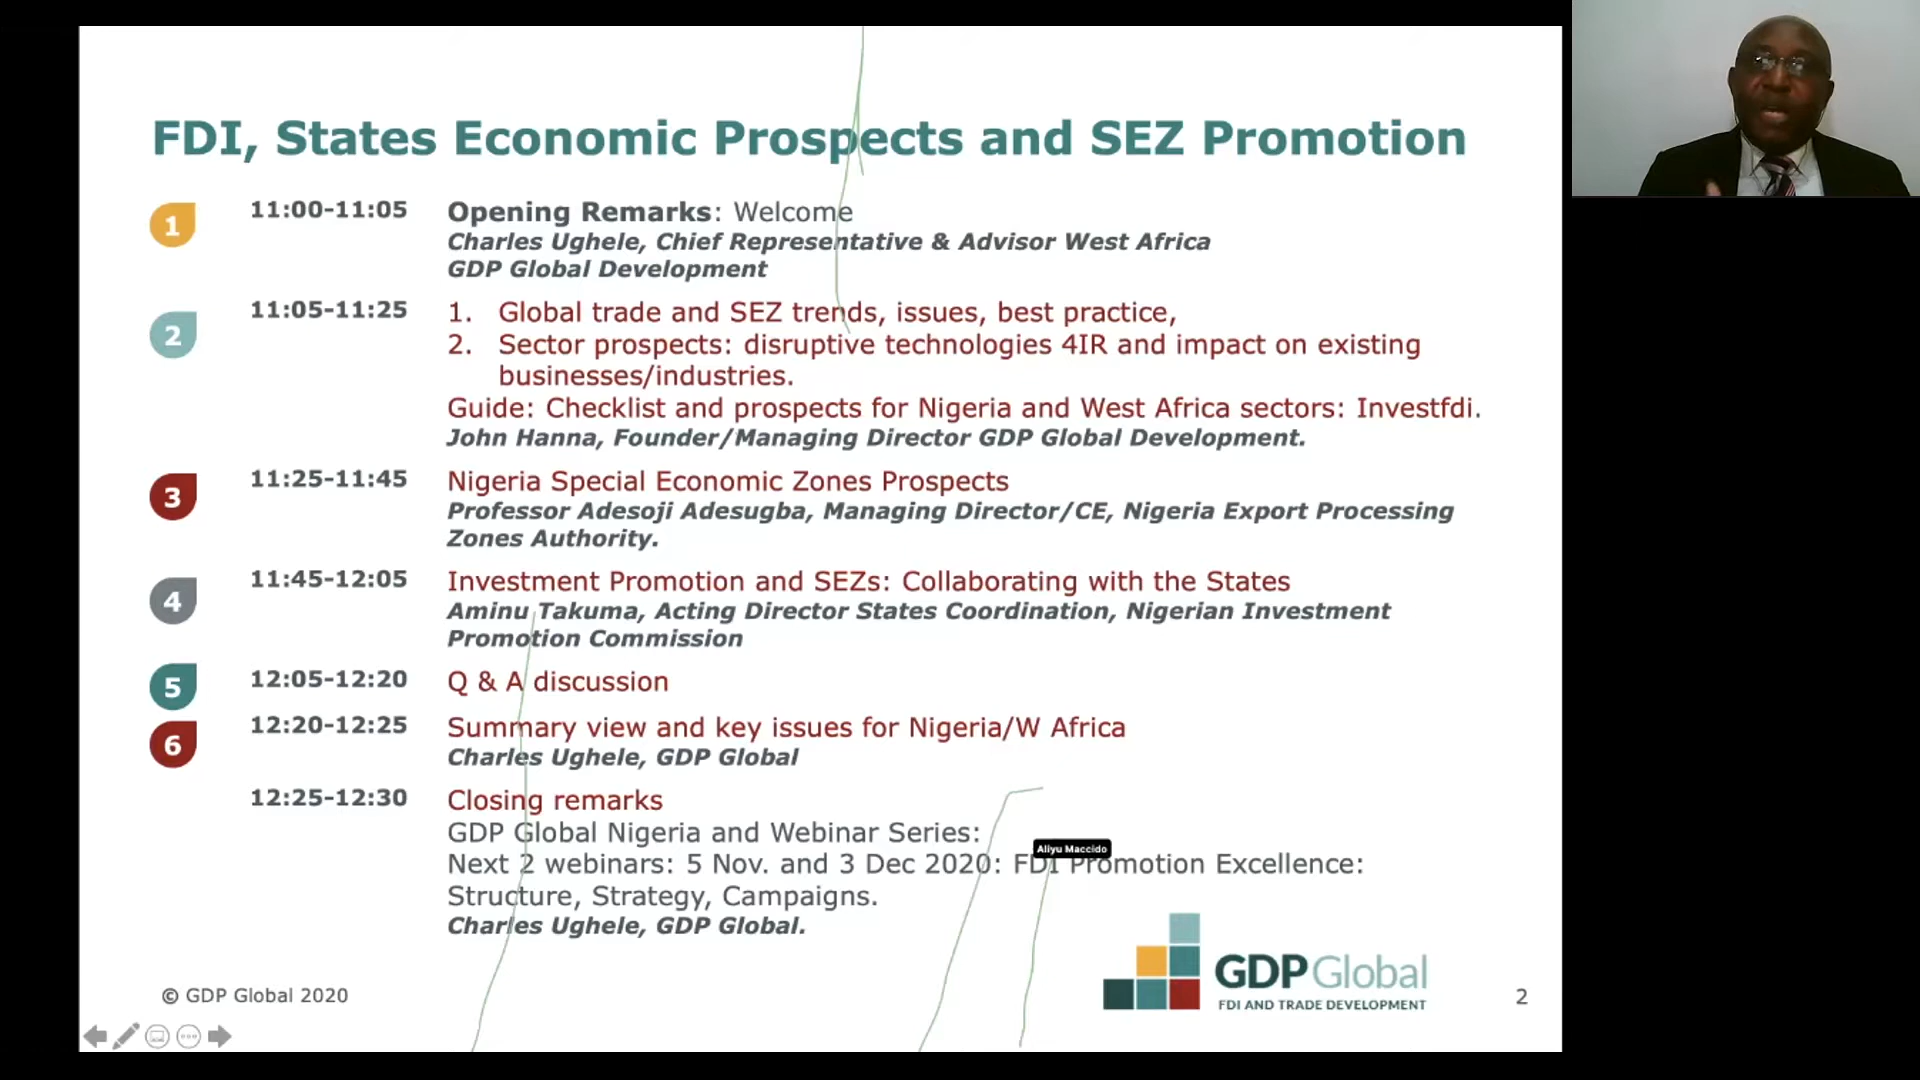 FDI, States Economic Prospects and SEZ Promotion
1
11:00-11:05
Opening Remarks: Welcome
Charles Ughele, Chief Representative & Advisor West Africa
GDP Global Development
2
11:05-11:25
1. Global trade and SEZ trends, issues, best practice,
2. Sector prospects: disruptive technologies 4IR and impact on existing
businesses/industries.
Guide: Checklist and prospects for Nigeria and West Africa sectors: Investfdi.
John Hanna, Founder/Managing Director GDP Global Development.
3
11:25-11:45
Nigeria Special Economic Zones Prospects
Professor Adesoji Adesugba, Managing Director/CE, Nigeria Export Processing
Zones Authority.
4
11:45-12:05
Investment Promotion and SEZs: Collaborating with the States
Aminu Takuma, Acting Director States Coordination, Nigerian Investment
Promotion Commission
5
12:05-12:20
Q & A discussion
6
12:20-12:25
Summary view and key issues for Nigeria/W Africa
Charles Ughele, GDP Global
12:25-12:30
Closing remarks
GDP Global Nigeria and Webinar Series:
Aliyu Maccido
Next 2 webinars: 5 Nov. and 3 Dec 2020: FDI Promotion Excellence:
Structure, Strategy, Campaigns.
Charles Ughele, GDP Global.
GDP Global
FDI AND TRADE DEVELOPMENT
© GDP Global 2020
2